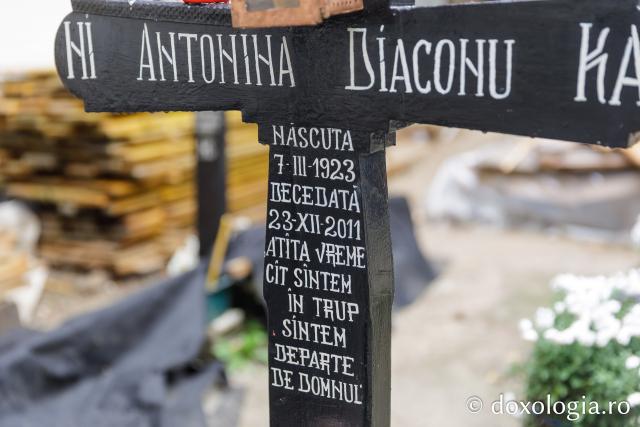 NI ANTONINA DIACONU KA
NĂSCUTĂ
7-III-1923
DECEDATĂ
23-XII-2011
„ATÎTA VREME
CÎT SÎNTEM
ÎN TRUP
SÎNTEM
DEPARTE
DE DOMNUL”
© doxologia.ro